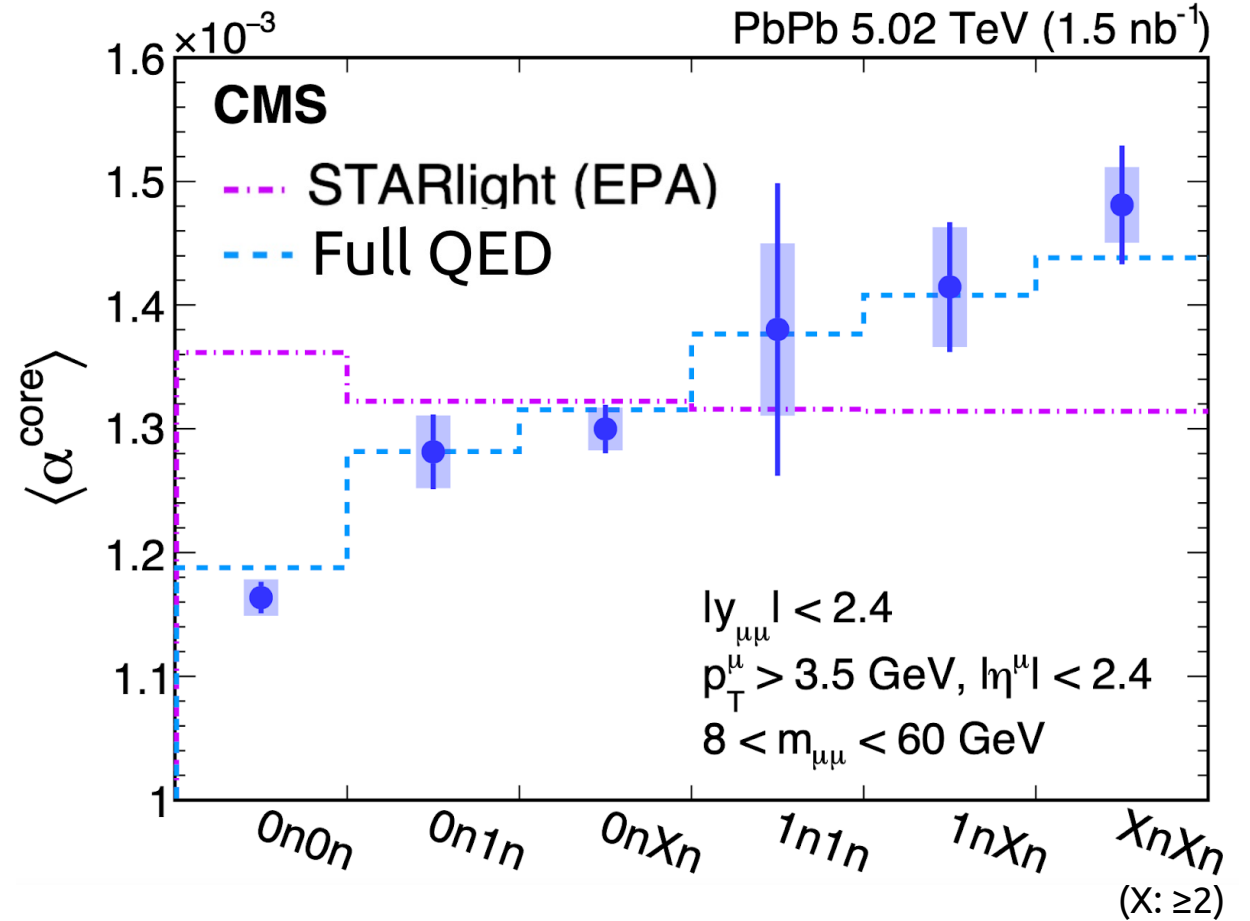 PbPb 5.02 TeV (1.5 nb⁻¹)
×10⁻³
CMS
STARlight (EPA)
Full QED
⟨α^core⟩
1.6
1.5
1.4
1.3
1.2
1.1
1
|y_μμ| < 2.4
p_T^μ > 3.5 GeV, |η^μ| < 2.4
8 < m_μμ < 60 GeV
0n0n
0n1n
0nXn
1n1n
1nXn
XnXn
(X: ≥2)